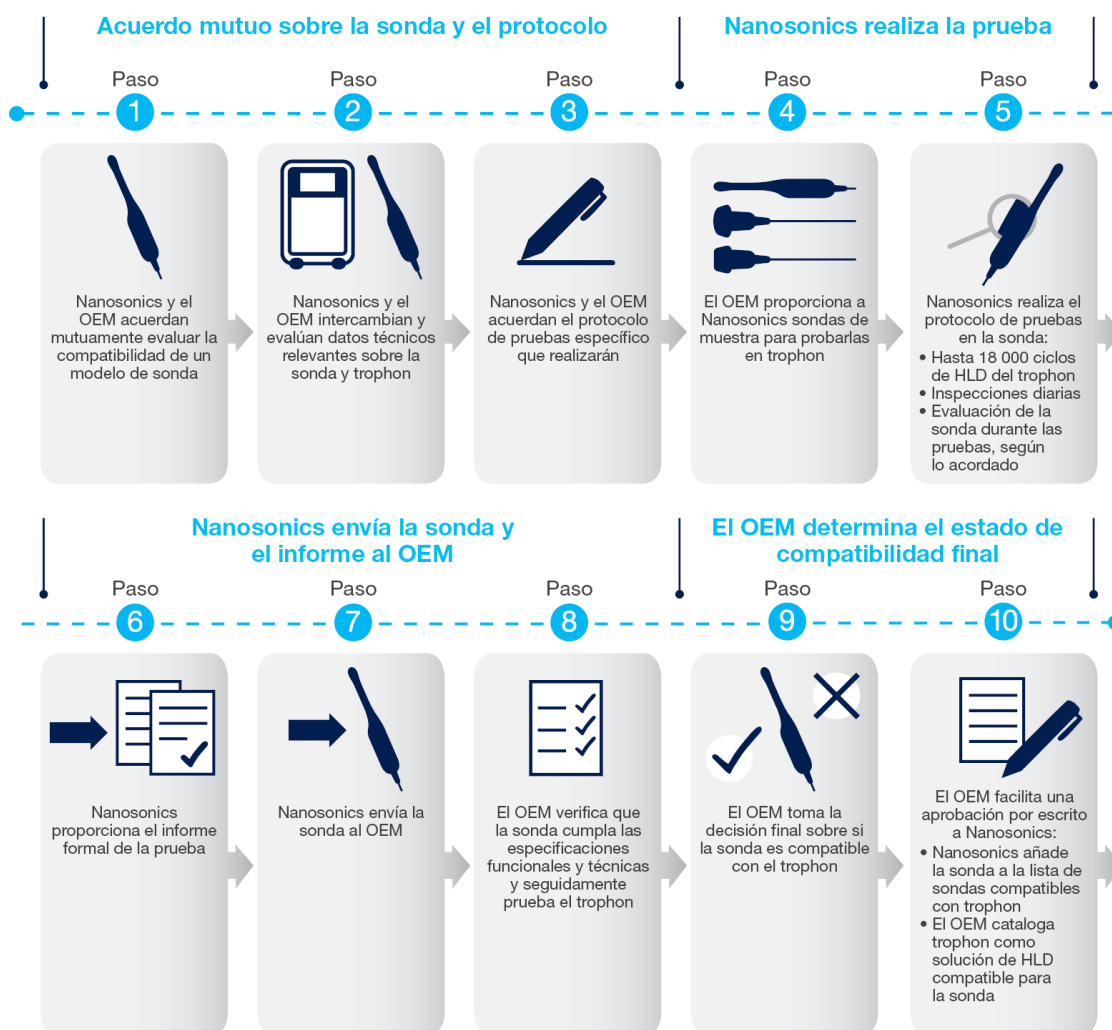 Acuerdo mutuo sobre la sonda y el protocolo
Nanosonics realiza la prueba
Paso
1
Nanosonics y el
OEM acuerdan
mutuamente evaluar la
compatibilidad de un
modelo de sonda
Paso
2
Nanosonics y el
OEM intercambian y
evalúan datos técnicos
relevantes sobre la
sonda y trophon
Paso
3
Nanosonics y el OEM
acuerdan el protocolo
de pruebas específico
que realizarán
Paso
4
El OEM proporciona a
Nanosonics sondas de
muestra para probarlas
en trophon
Paso
5
Nanosonics realiza el
protocolo de pruebas
en la sonda:
• Hasta 18 000 ciclos
de HLD del trophon
• Inspecciones diarias
• Evaluación de la
sonda durante las
pruebas, según
lo acordado
Nanosonics envía la sonda y
el informe al OEM
El OEM determina el estado de
compatibilidad final
Paso
6
Nanosonics
proporciona el informe
formal de la prueba
Paso
7
Nanosonics envía la
sonda al OEM
Paso
8
El OEM verifica que
la sonda cumpla las
especificaciones
funcionales y técnicas
y seguidamente
prueba el trophon
Paso
9
El OEM toma la
decisión final sobre si
la sonda es compatible
con el trophon
Paso
10
El OEM facilita una
aprobación por escrito
a Nanosonics:
• Nanosonics añade
la sonda a la lista de
sondas compatibles
con trophon
• El OEM cataloga
trophon como
solución de HLD
compatible para
la sonda